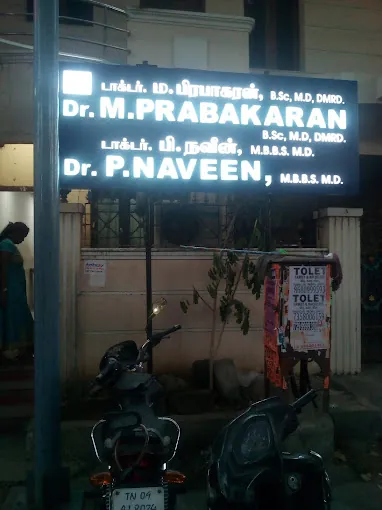 டாக்டர். ம.பிரபாகரன், B.Sc, M.D, DMRD.
Dr. M.PRABAKARAN
B.Sc, M.D, DMRD.
டாக்டர். பி.நவீன், M.B.B.S. M.D.
Dr. P.NAVEEN, M.B.B.S. M.D.
TOLET
TOLET
TN 04